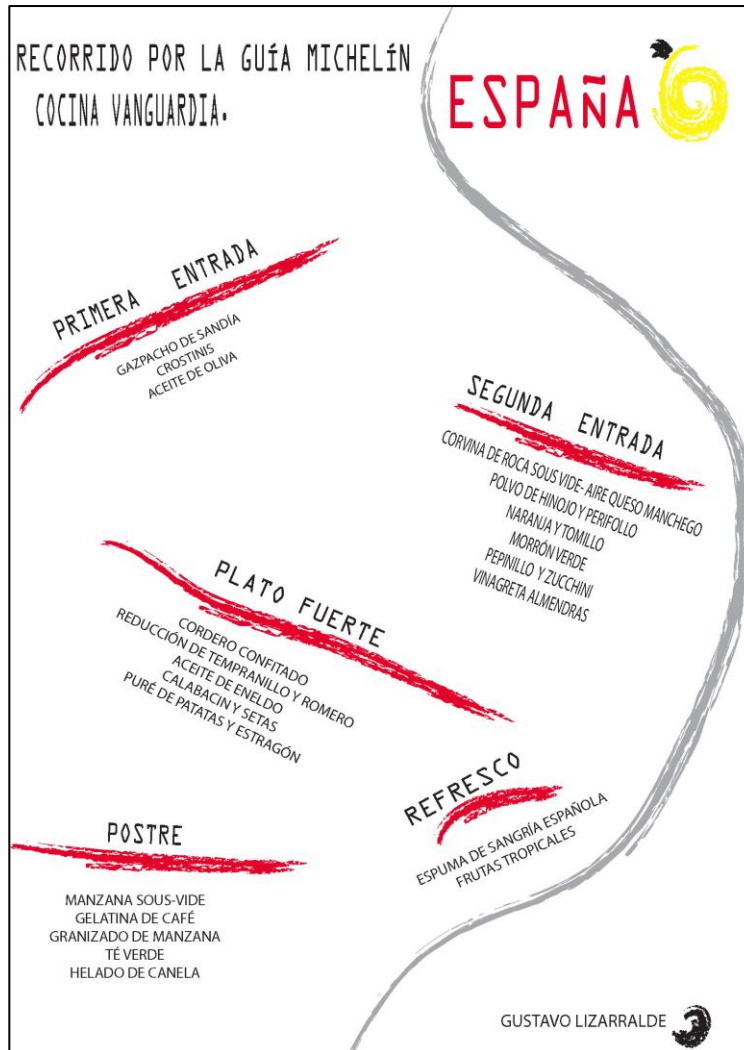 RECORRIDO POR LA GUÍA MICHELÍN
COCINA VANGUARDIA.
ESPAÑA
PRIMERA ENTRADA
GAZPACHO DE SANDÍA
CROSTINIS
ACEITE DE OLIVA
SEGUNDA ENTRADA
CORVINA DE ROCA SOUS VIDE- AIRE QUESO MANCHEGO
POLVO DE HINOJO Y PERIFOLLO
NARANJA Y TOMILLO
MORRÓN VERDE
PEPINILLO Y ZUCCHINI
VINAGRETA ALMENDRAS
PLATO FUERTE
CORDERO CONFITADO
REDUCCIÓN DE TEMPRANILLO Y ROMERO
ACEITE DE ENELDO
CALABACIN Y SETAS
PURÉ DE PATATAS Y ESTRAGÓN
REFRESCO
ESPUMA DE SANGRÍA ESPAÑOLA
FRUTAS TROPICALES
POSTRE
MANZANA SOUS-VIDE
GELATINA DE CAFÉ
GRANIZADO DE MANZANA
TÉ VERDE
HELADO DE CANELA
GUSTAVO LIZARRALDE